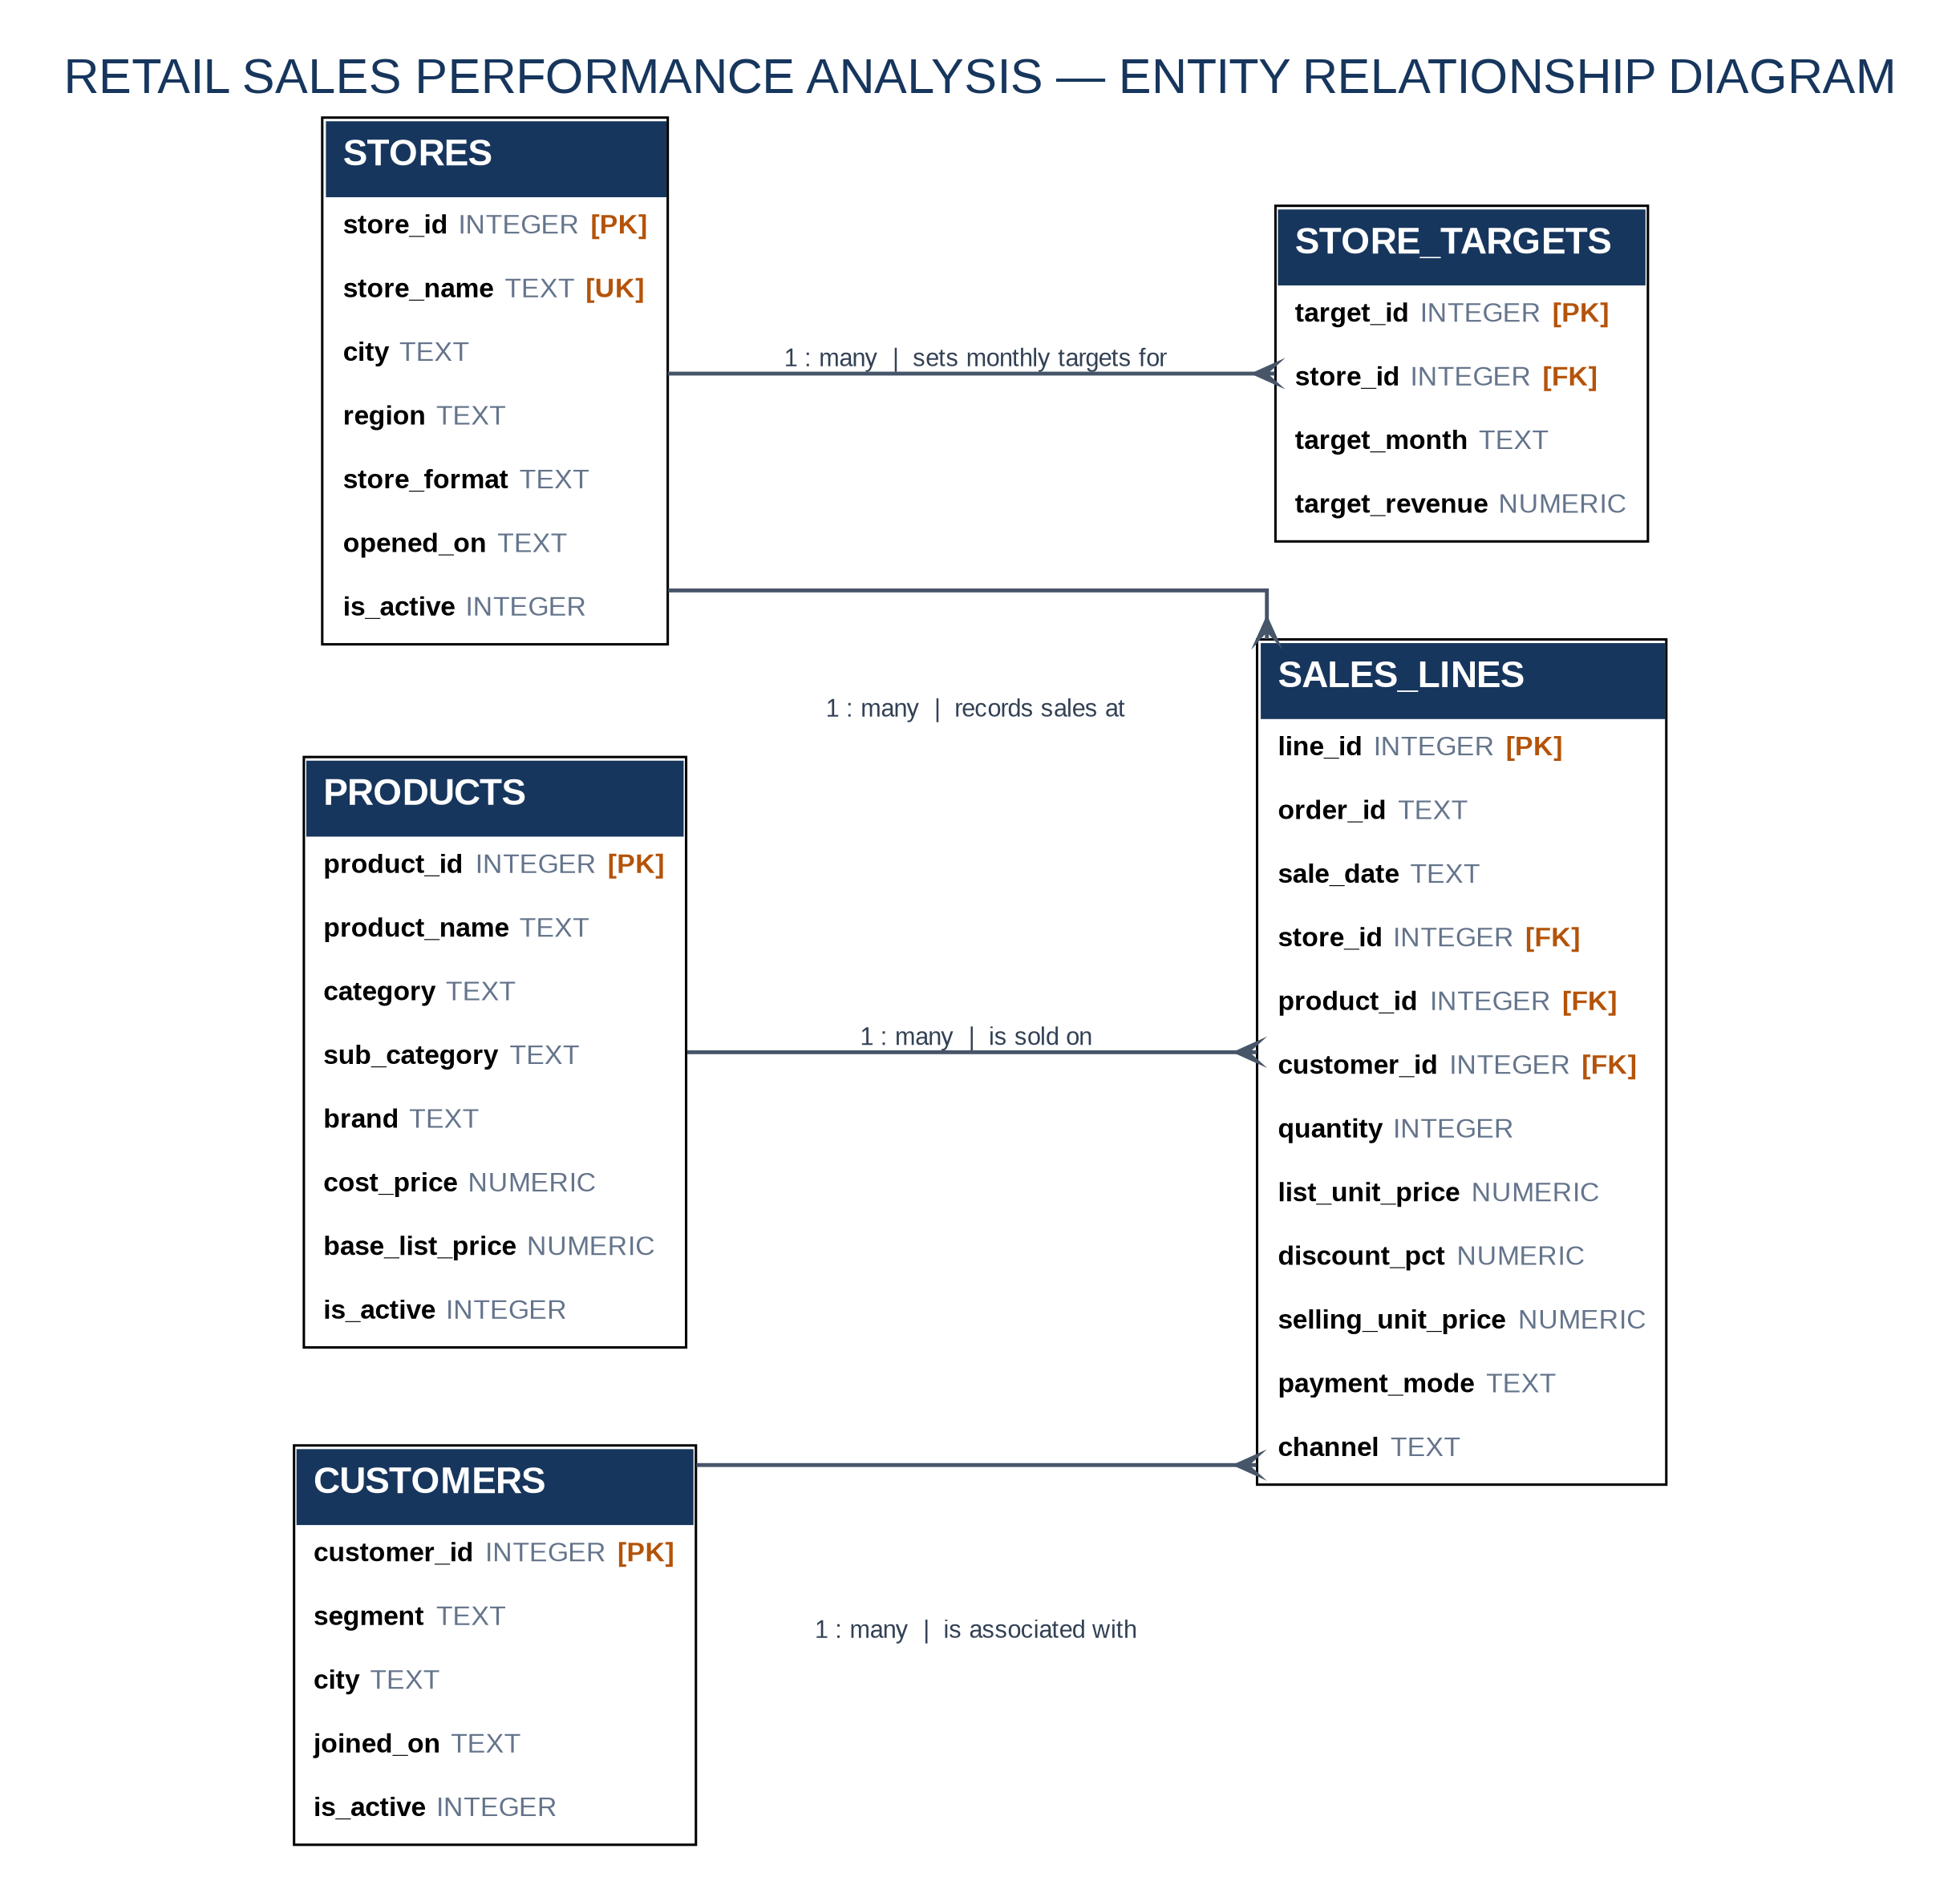 RETAIL SALES PERFORMANCE ANALYSIS — ENTITY RELATIONSHIP DIAGRAM
STORES
store_id INTEGER [PK]
store_name TEXT [UK]
city TEXT
region TEXT
store_format TEXT
opened_on TEXT
is_active INTEGER
1 : many | sets monthly targets for
STORE_TARGETS
target_id INTEGER [PK]
store_id INTEGER [FK]
target_month TEXT
target_revenue NUMERIC
1 : many | records sales at
PRODUCTS
product_id INTEGER [PK]
product_name TEXT
category TEXT
sub_category TEXT
brand TEXT
cost_price NUMERIC
base_list_price NUMERIC
is_active INTEGER
1 : many | is sold on
SALES_LINES
line_id INTEGER [PK]
order_id TEXT
sale_date TEXT
store_id INTEGER [FK]
product_id INTEGER [FK]
customer_id INTEGER [FK]
quantity INTEGER
list_unit_price NUMERIC
discount_pct NUMERIC
selling_unit_price NUMERIC
payment_mode TEXT
channel TEXT
CUSTOMERS
customer_id INTEGER [PK]
segment TEXT
city TEXT
joined_on TEXT
is_active INTEGER
1 : many | is associated with